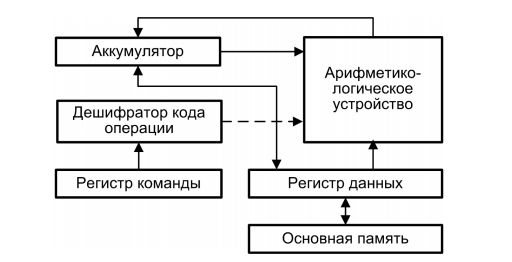 Аккумулятор
Арифметико-
логическое
устройство
Дешифратор кода
операции
Регистр команды
Регистр данных
Основная память